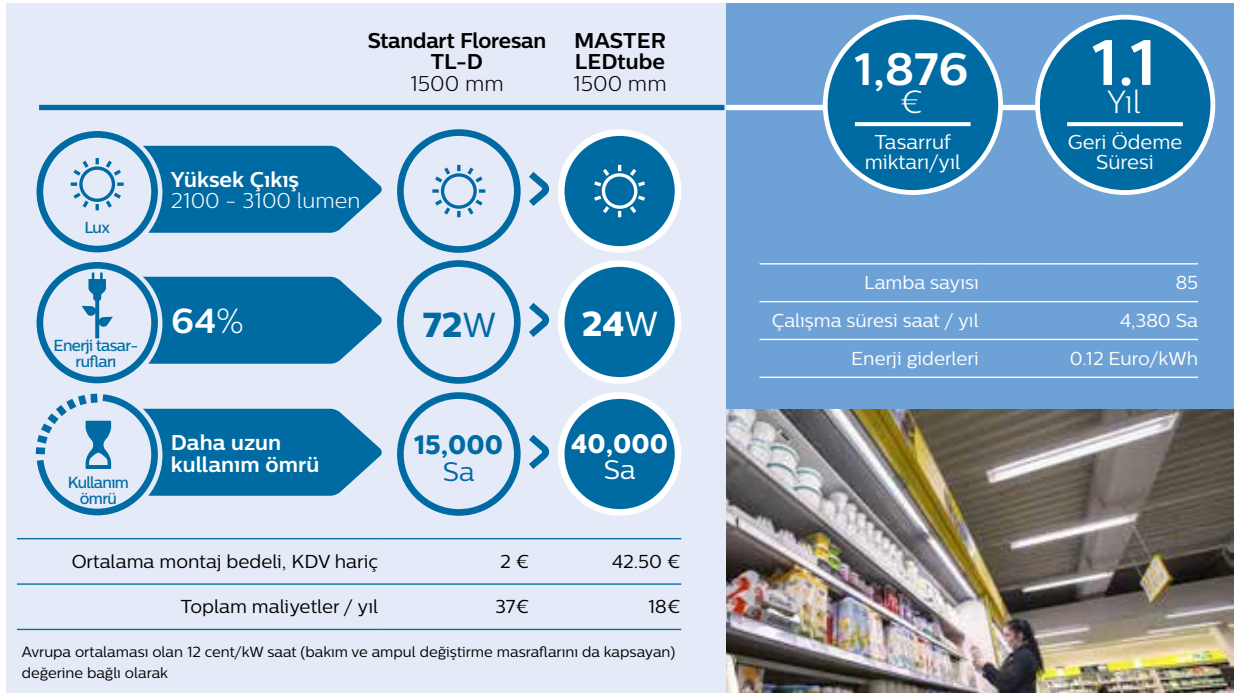 Standart Floresan
TL-D
1500 mm
MASTER
LEDtube
1500 mm
Lux
Yüksek Çıkış
2100 - 3100 lumen
>
Enerji tasar-
rufları
64%
72W
>
24W
Kullanım
ömrü
Daha uzun
kullanım ömrü
15,000
Sa
>
40,000
Sa
Ortalama montaj bedeli, KDV hariç 2 € 42.50 €
Toplam maliyetler / yıl 37€ 18€
Avrupa ortalaması olan 12 cent/kW saat (bakım ve ampul değiştirme masraflarını da kapsayan)
değerine bağlı olarak
1,876
€
Tasarruf
miktarı/yıl
1.1
Yıl
Geri Ödeme
Süresi
Lamba sayısı 85
Çalışma süresi saat / yıl 4,380 Sa
Enerji giderleri 0.12 Euro/kWh